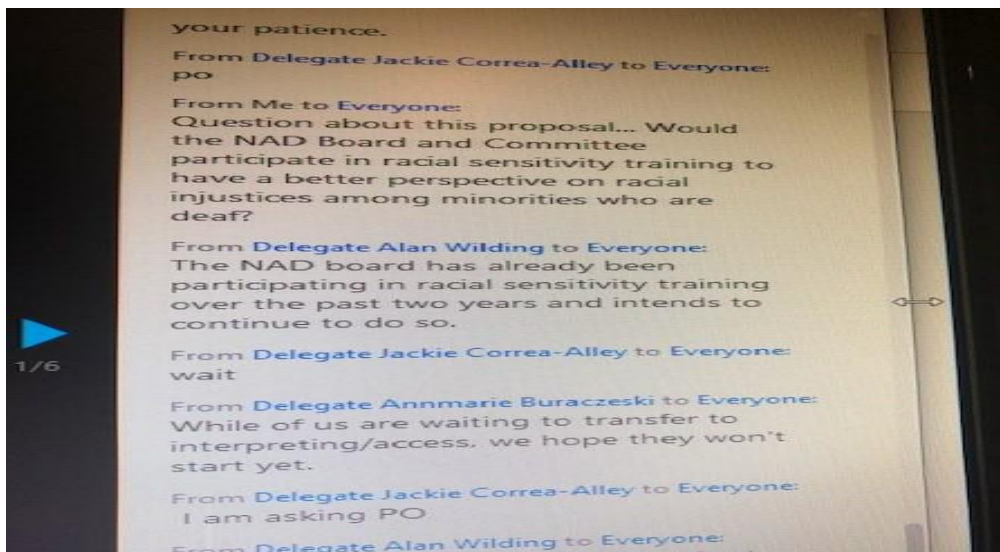 your patience.
From Delegate Jackie Correa-Alley to Everyone:
po
From Me to Everyone:
Question about this proposal... Would
the NAD Board and Committee
participate in racial sensitivity training to
have a better perspective on racial
injustices among minorities who are
deaf?
From Delegate Alan Wilding to Everyone:
The NAD board has already been
participating in racial sensitivity training
over the past two years and intends to
continue to do so.
From Delegate Jackie Correa-Alley to Everyone:
wait
From Delegate Annmarie Buraczeski to Everyone:
While of us are waiting to transfer to
interpreting/access, we hope they won't
start yet.
From Delegate Jackie Correa-Alley to Everyone:
I am asking PO
From Delegate Alan Wilding to Everyone:
1/6